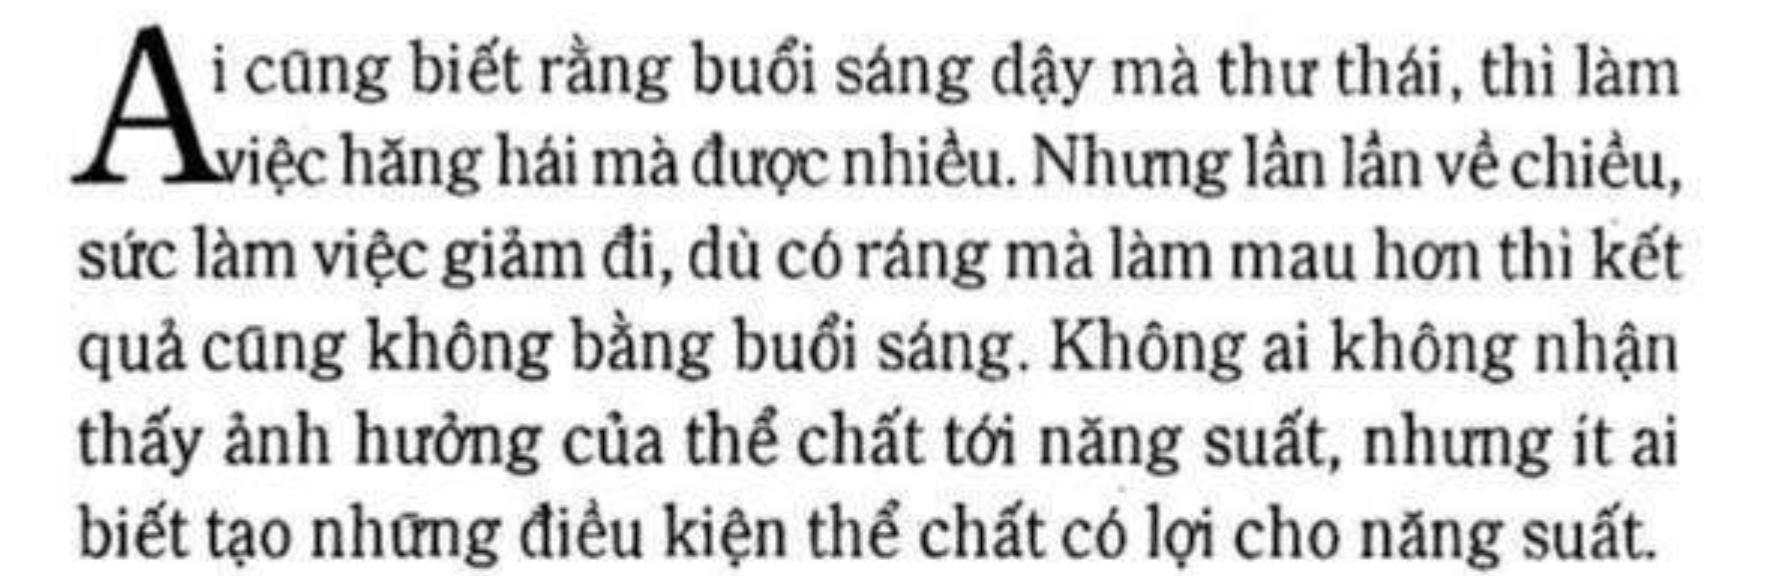 Ai cũng biết rằng buổi sáng dậy mà thư thái, thì làm
việc hăng hái mà được nhiều. Nhưng lần lần về chiều,
sức làm việc giảm đi, dù có ráng mà làm mau hơn thì kết
quả cũng không bằng buổi sáng. Không ai không nhận
thấy ảnh hưởng của thể chất tới năng suất, nhưng ít ai
biết tạo những điều kiện thể chất có lợi cho năng suất.